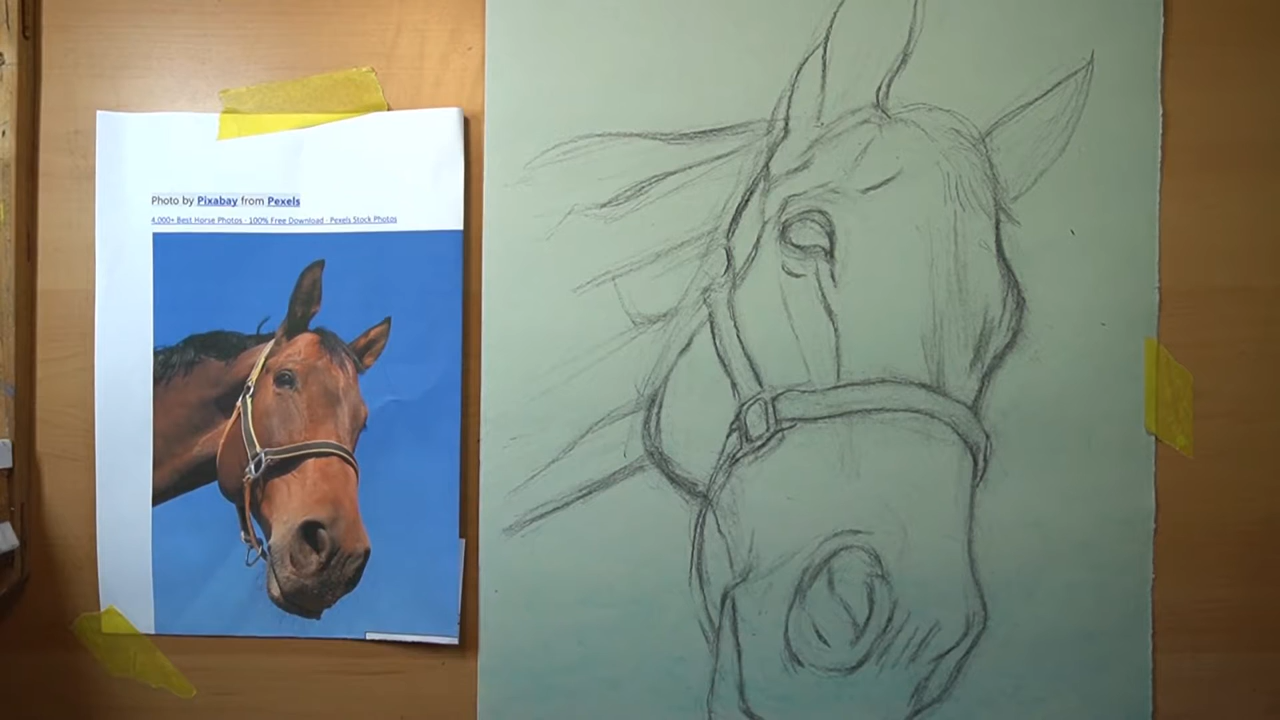 Photo by Pixabay from Pexels
4,000+ Best Horse Photos · 100% Free Download · Pexels Stock Photos